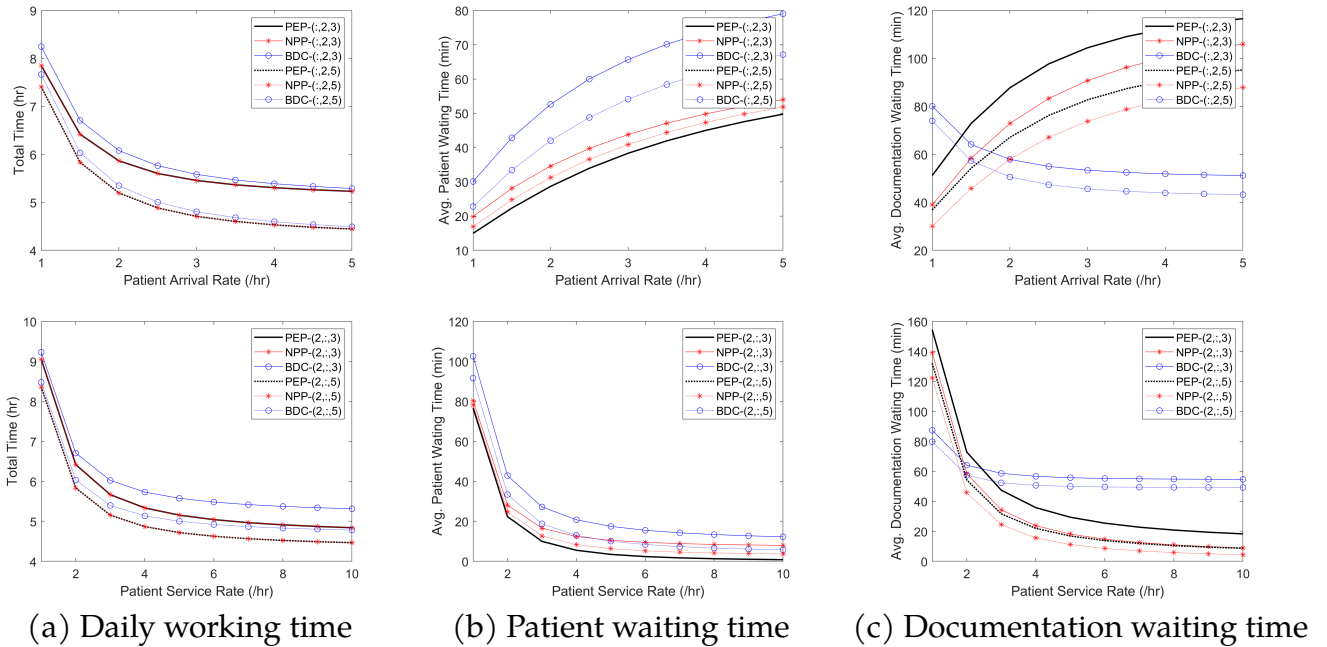 9
8
7
6
5
4
1
2
3
4
5
Total Time (hr)
Patient Arrival Rate (/hr)
PEP-(:,2,3)
NPP-(:,2,3)
BDC-(:,2,3)
PEP-(:,2,5)
NPP-(:,2,5)
BDC-(:,2,5)
80
70
60
50
40
30
20
10
1
2
3
4
5
Avg. Patient Wating Time (min)
Patient Arrival Rate (/hr)
PEP-(:,2,3)
NPP-(:,2,3)
BDC-(:,2,3)
PEP-(:,2,5)
NPP-(:,2,5)
BDC-(:,2,5)
120
100
80
60
40
20
1
2
3
4
5
Avg. Documentation Wating Time (min)
Patient Arrival Rate (/hr)
PEP-(:,2,3)
NPP-(:,2,3)
BDC-(:,2,3)
PEP-(:,2,5)
NPP-(:,2,5)
BDC-(:,2,5)
10
9
8
7
6
5
4
2
4
6
8
10
Total Time (hr)
Patient Service Rate (/hr)
PEP-(2,:,3)
NPP-(2,:,3)
BDC-(2,:,3)
PEP-(2,:,5)
NPP-(2,:,5)
BDC-(2,:,5)
120
100
80
60
40
20
0
2
4
6
8
10
Avg. Patient Wating Time (min)
Patient Service Rate (/hr)
PEP-(2,:,3)
NPP-(2,:,3)
BDC-(2,:,3)
PEP-(2,:,5)
NPP-(2,:,5)
BDC-(2,:,5)
160
140
120
100
80
60
40
20
0
2
4
6
8
10
Avg. Documentation Wating Time (min)
Patient Service Rate (/hr)
PEP-(2,:,3)
NPP-(2,:,3)
BDC-(2,:,3)
PEP-(2,:,5)
NPP-(2,:,5)
BDC-(2,:,5)
(a) Daily working time
(b) Patient waiting time
(c) Documentation waiting time